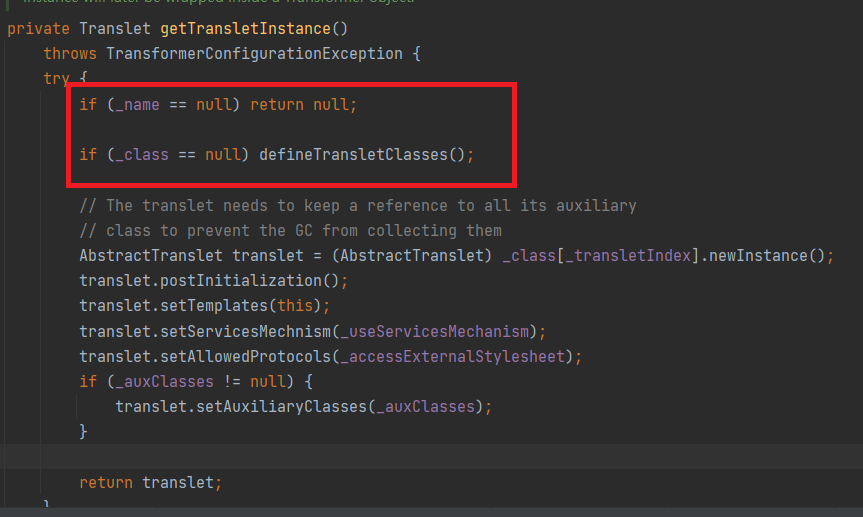 instance will later be wrapped inside a Transformer object.
private Translet getTransletInstance()
throws TransformerConfigurationException {
try {
if (_name == null) return null;
if (_class == null) defineTransletClasses();
// The translet needs to keep a reference to all its auxiliary
// class to prevent the GC from collecting them
AbstractTranslet translet = (AbstractTranslet) _class[_transletIndex].newInstance();
translet.postInitialization();
translet.setTemplates(this);
translet.setServicesMechnism(_useServicesMechanism);
translet.setAllowedProtocols(_accessExternalStylesheet);
if (_auxClasses != null) {
translet.setAuxiliaryClasses(_auxClasses);
}
return translet;
}